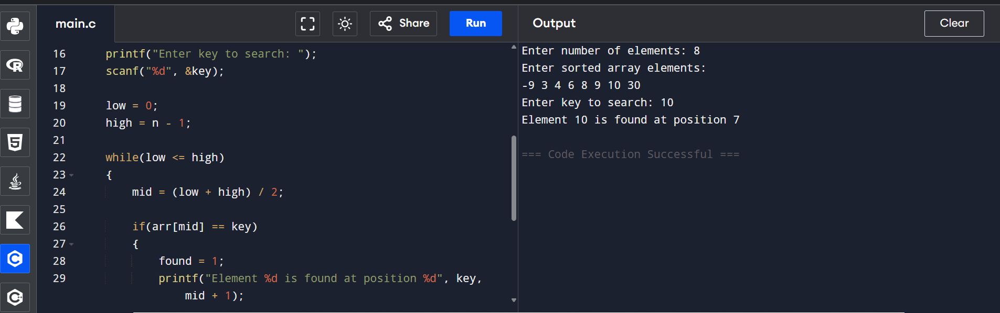 main.c
Share
Run
Output
Clear
16 printf("Enter key to search: ");
17 scanf("%d", &key);
18
19 low = 0;
20 high = n - 1;
21
22 while(low <= high)
23 {
24 mid = (low + high) / 2;
25
26 if(arr[mid] == key)
27 {
28 found = 1;
29 printf("Element %d is found at position %d", key,
mid + 1);
Enter number of elements: 8
Enter sorted array elements:
-9 3 4 6 8 9 10 30
Enter key to search: 10
Element 10 is found at position 7
=== Code Execution Successful ===